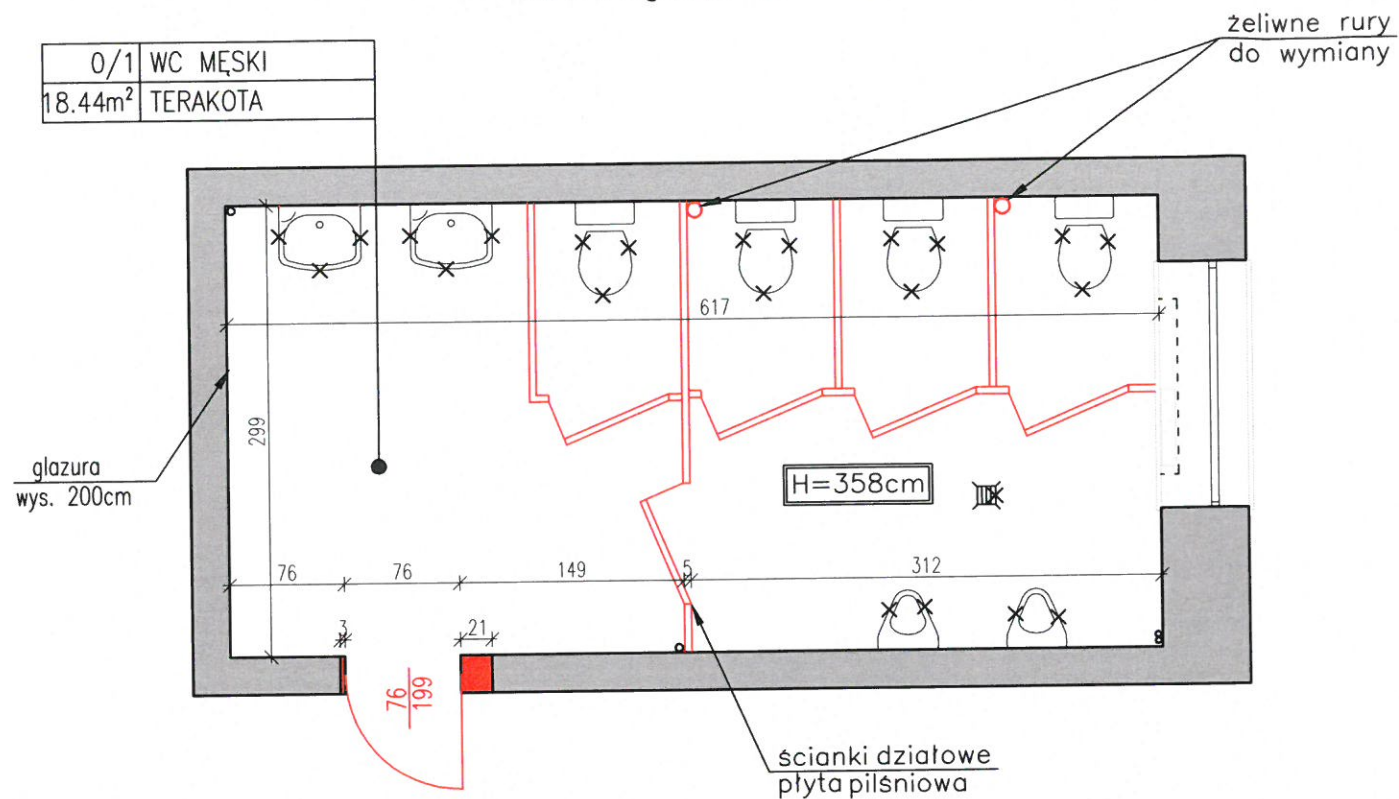 żeliwne rury
do wymiany
0/1 WC MĘSKI
18.44m² TERAKOTA
617
299
glazura
wys. 200cm
H=358cm
76 76 149 5 312
3 21
76
199
ścianki działowe
płyta pilśniowa